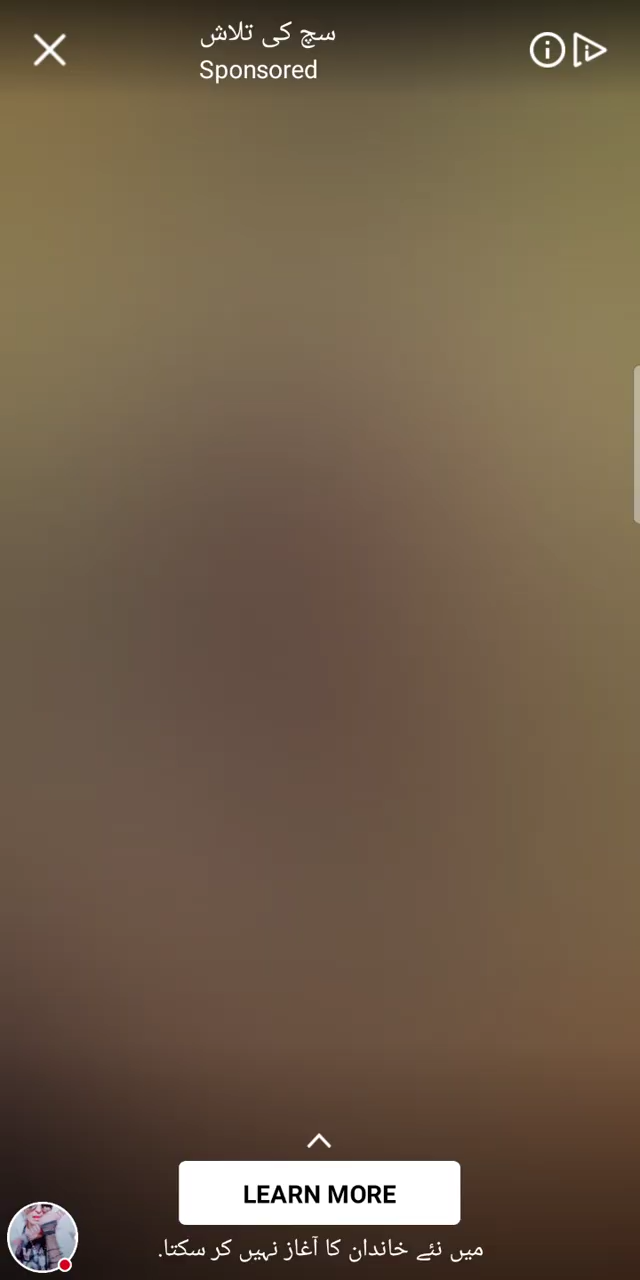 سچ کی تلاش
Sponsored
LEARN MORE
میں نئے خاندان کا آغاز نہیں کر سکتا.